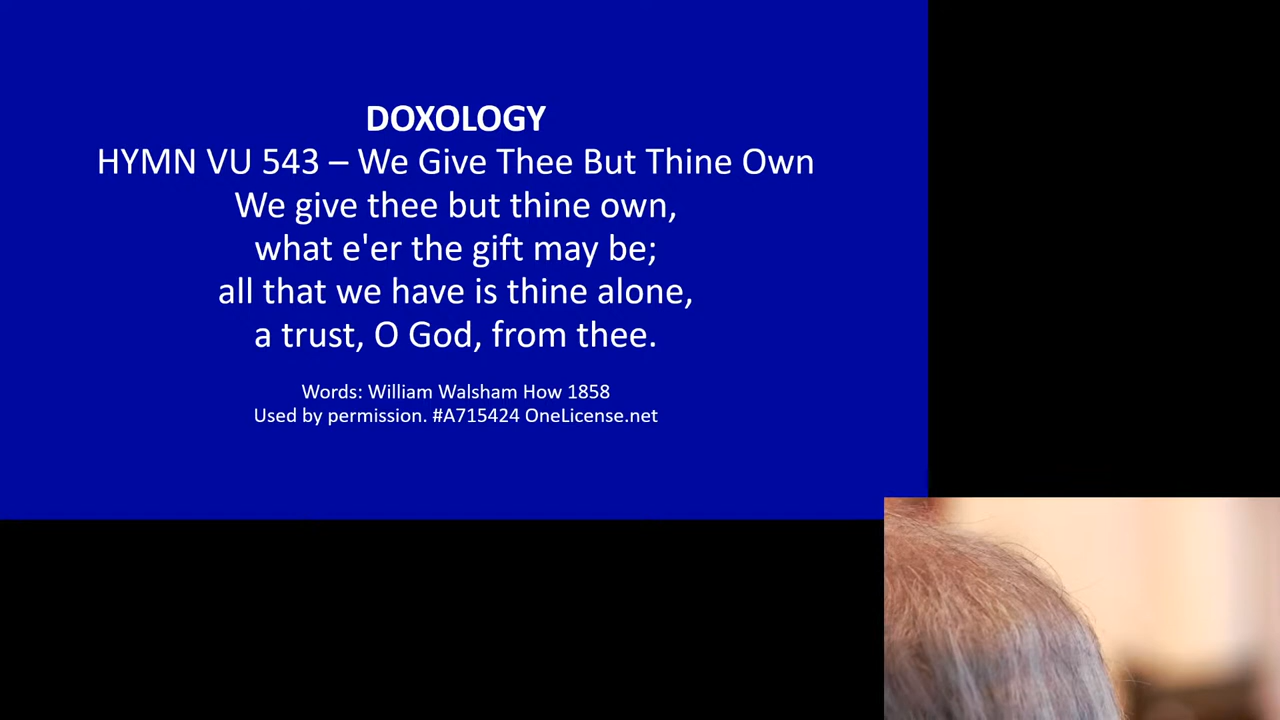 DOXOLOGY
HYMN VU 543 – We Give Thee But Thine Own
We give thee but thine own,
what e'er the gift may be;
all that we have is thine alone,
a trust, O God, from thee.
Words: William Walsham How 1858
Used by permission. #A715424 OneLicense.net